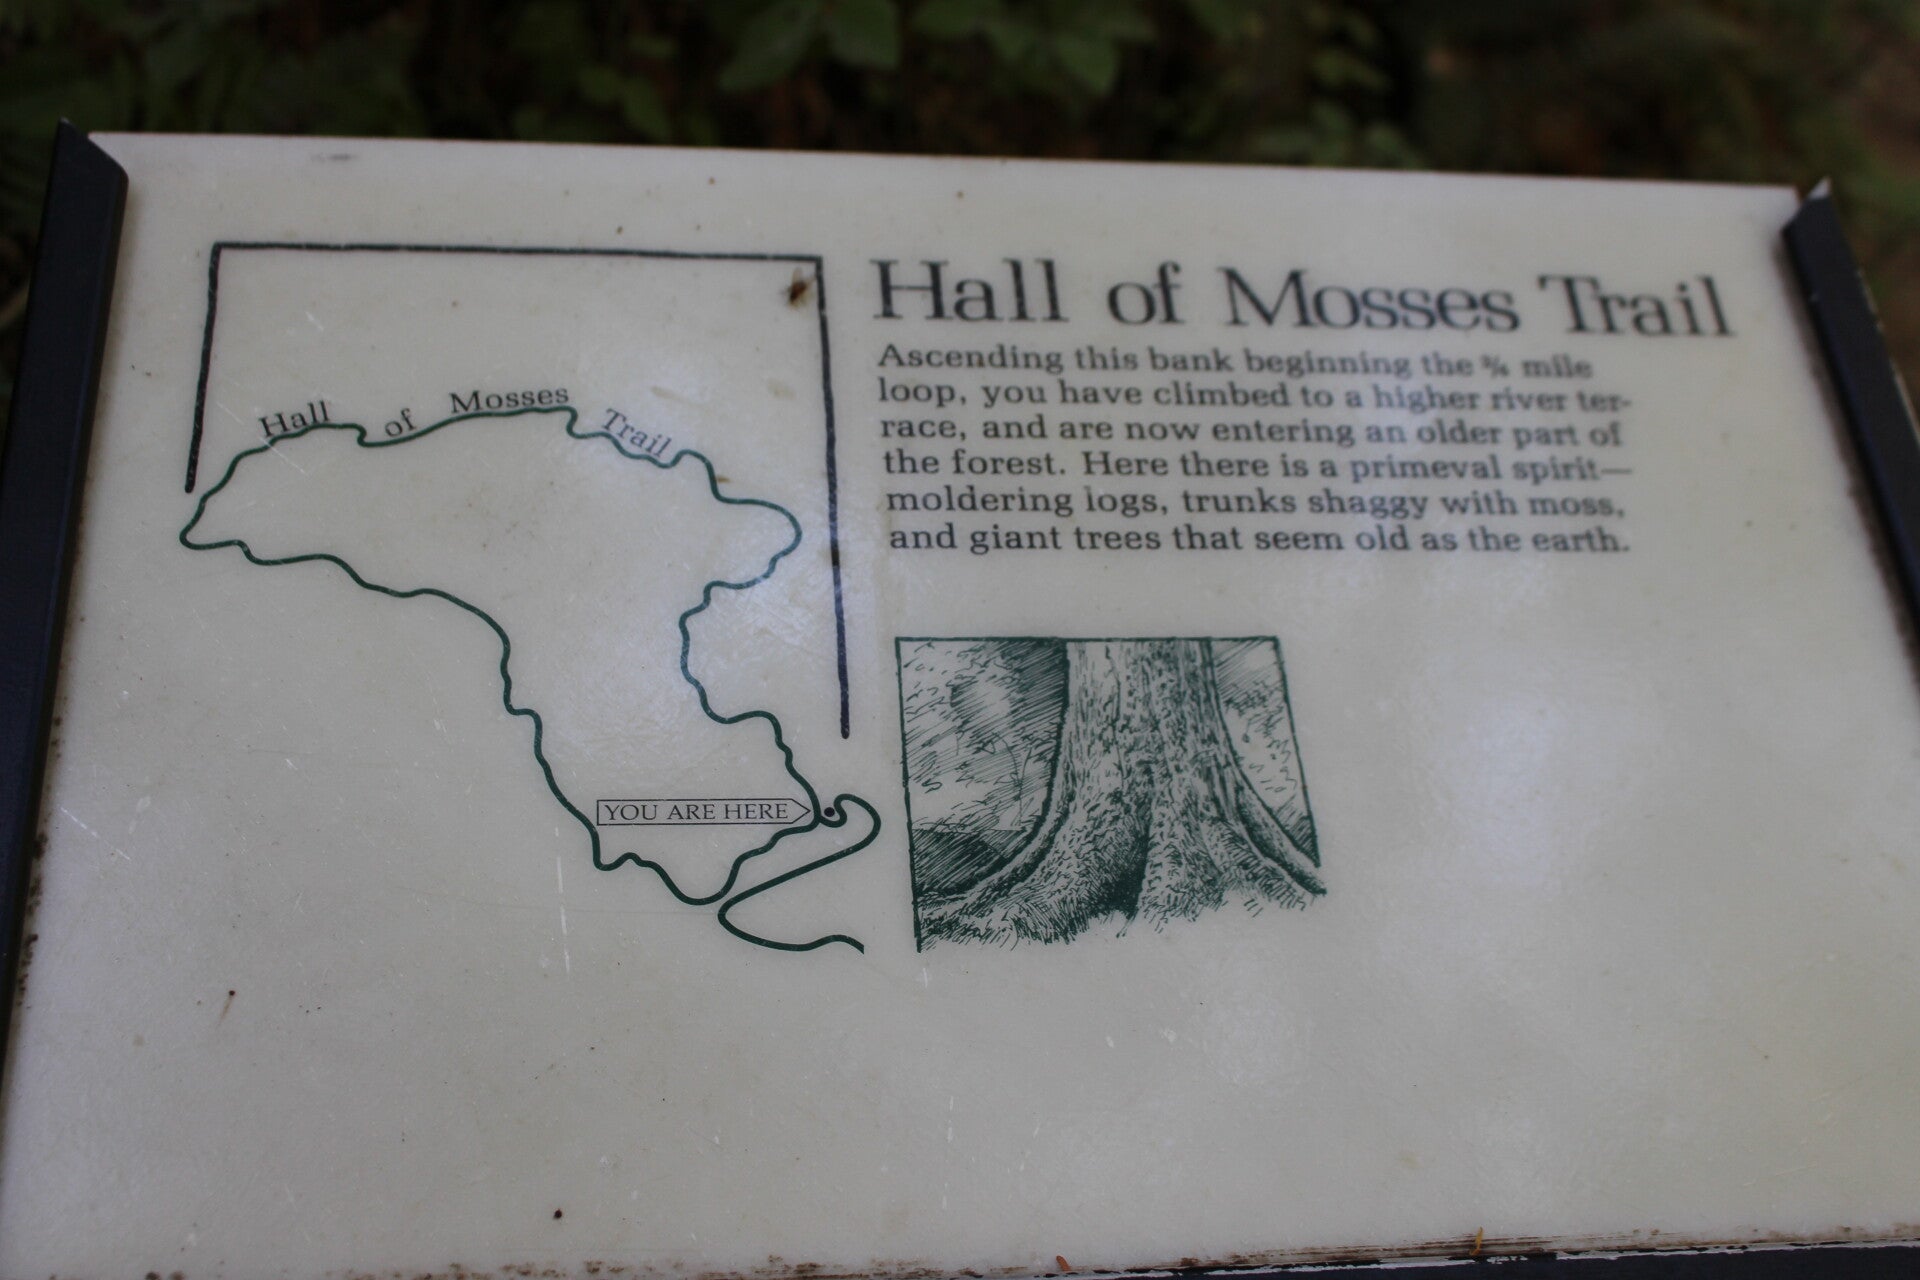 Hall of Mosses Trail
Ascending this bank beginning the ¾ mile
loop, you have climbed to a higher river ter-
race, and are now entering an older part of
the forest. Here there is a primeval spirit—
moldering logs, trunks shaggy with moss,
and giant trees that seem old as the earth.
Hall of Mosses Trail
YOU ARE HERE